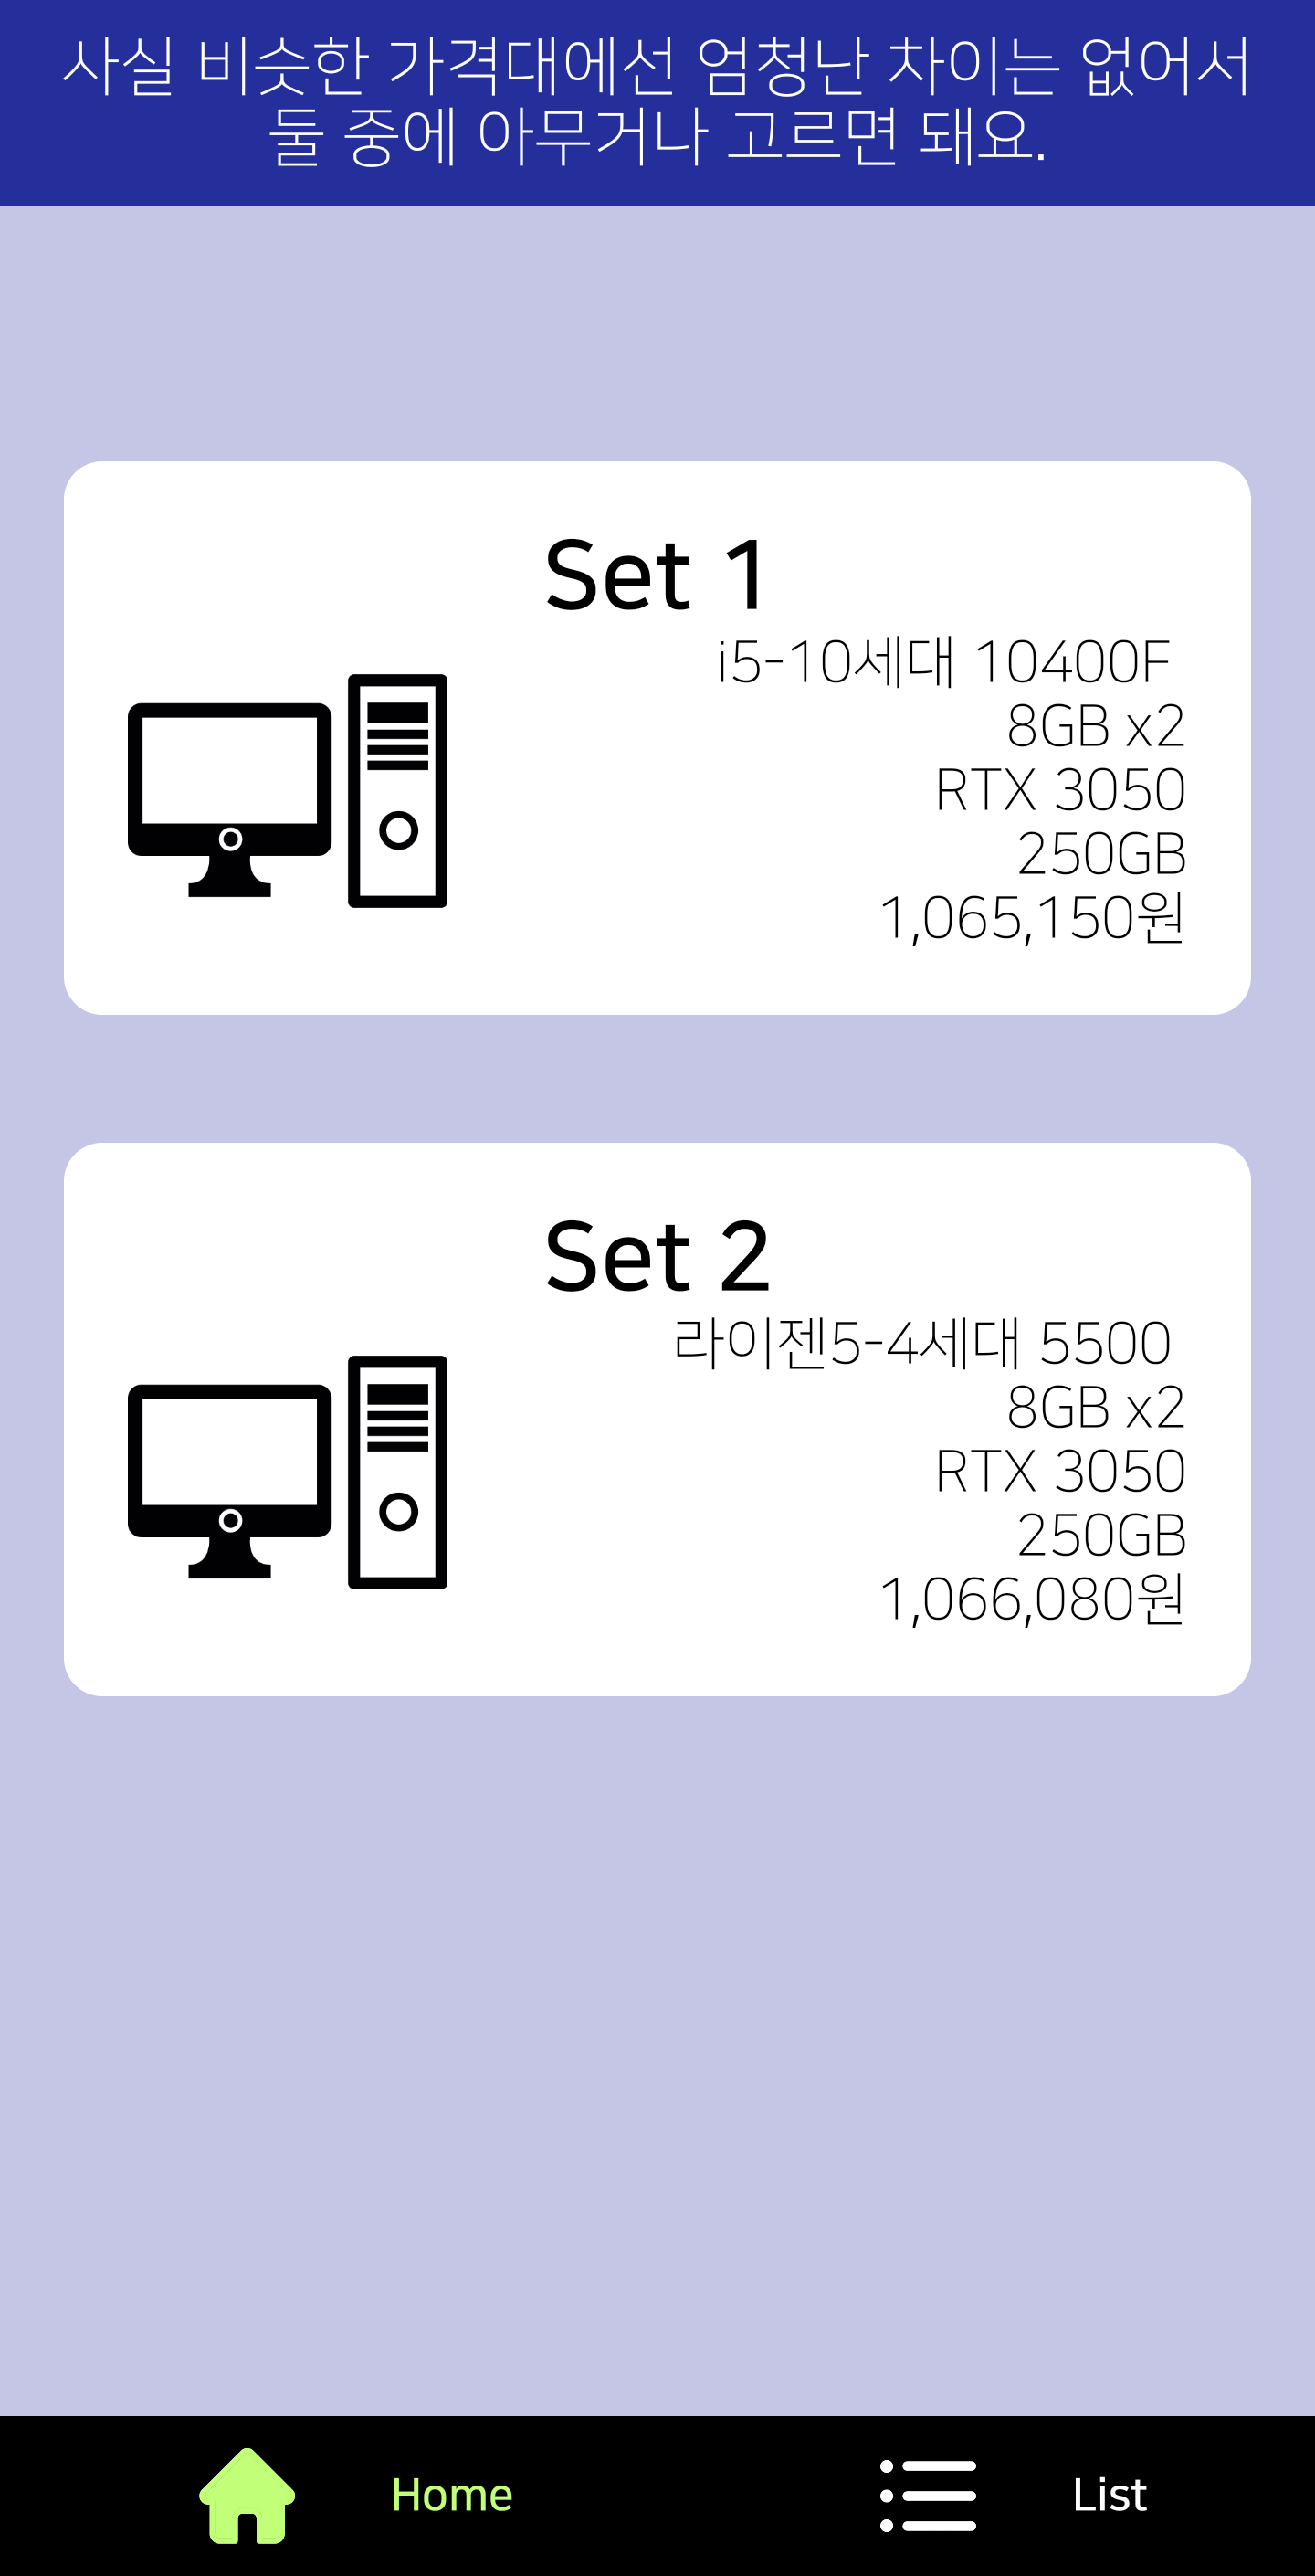 사실 비슷한 가격대에선 엄청난 차이는 없어서
둘 중에 아무거나 고르면 돼요.
Set 1
i5-10세대 10400F
8GB x2
RTX 3050
250GB
1,065,150원
Set 2
라이젠5-4세대 5500
8GB x2
RTX 3050
250GB
1,066,080원
Home
List